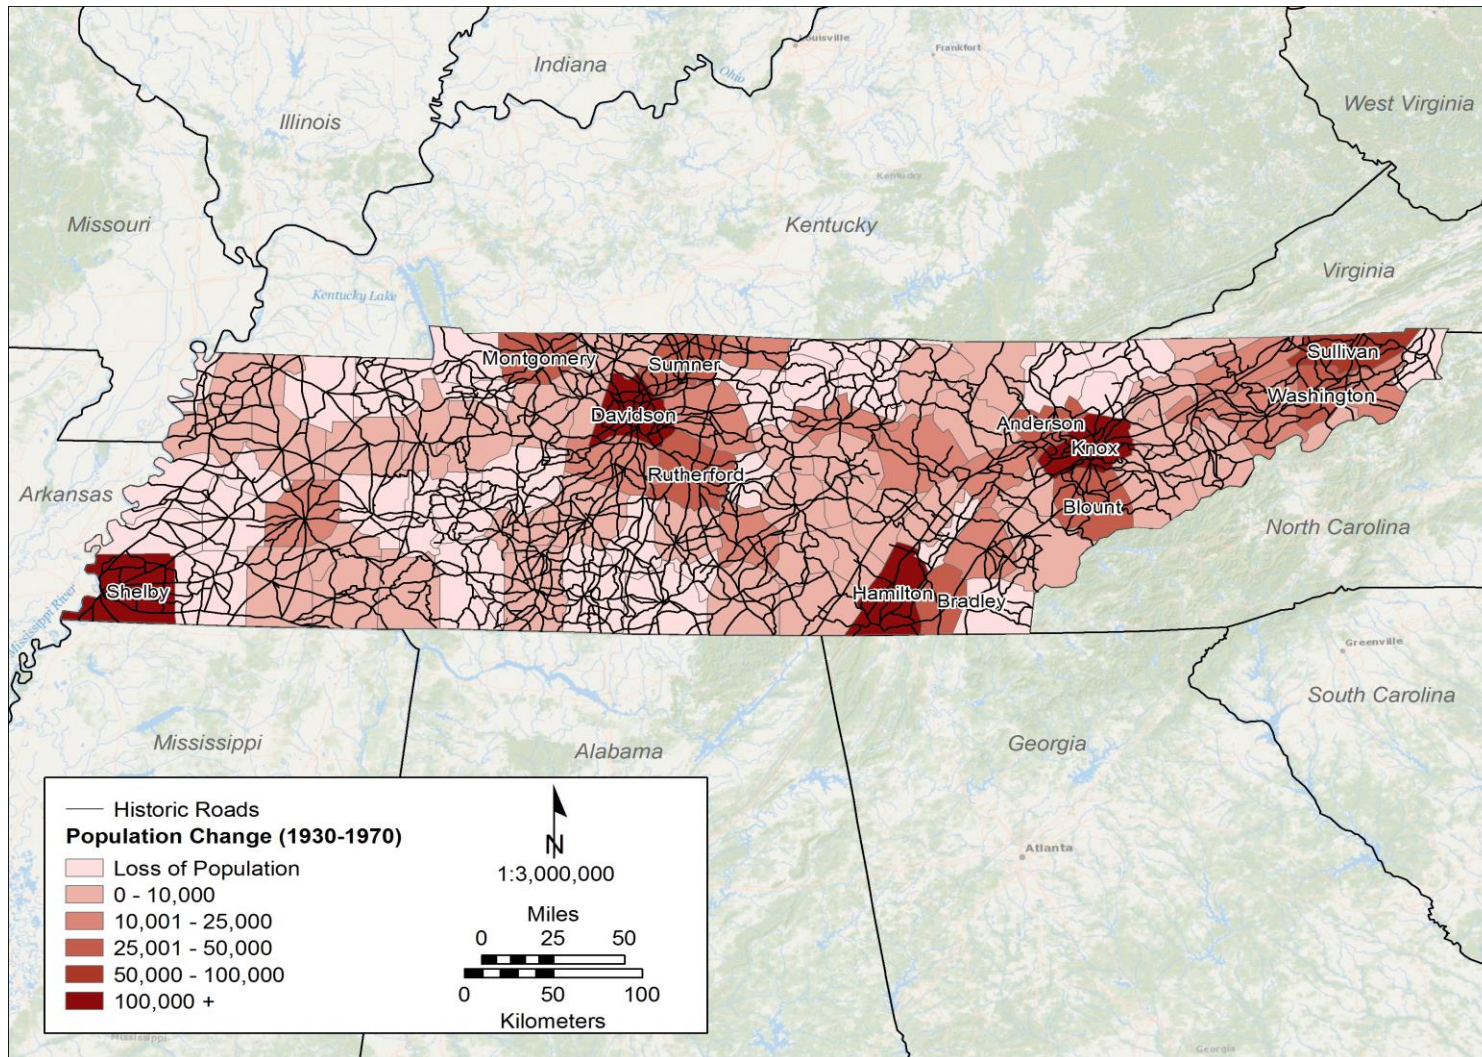 Louisville
Frankfort
Indiana
Ohio
West Virginia
Illinois
Kentucky
Missouri
Kentucky
Virginia
Kentucky Lake
Montgomery
Sumner
Sullivan
Washington
Davidson
Anderson
Knox
Rutherford
Arkansas
Blount
North Carolina
Shelby
Hamilton
Bradley
Mississippi River
Greenville
South Carolina
Mississippi
Alabama
Georgia
Historic Roads
Population Change (1930-1970)
Loss of Population
0 - 10,000
10,001 - 25,000
25,001 - 50,000
50,000 - 100,000
100,000 +
N
1:3,000,000
Miles
0 25 50
0 50 100
Kilometers
Atlanta
Mississippi
Georgia